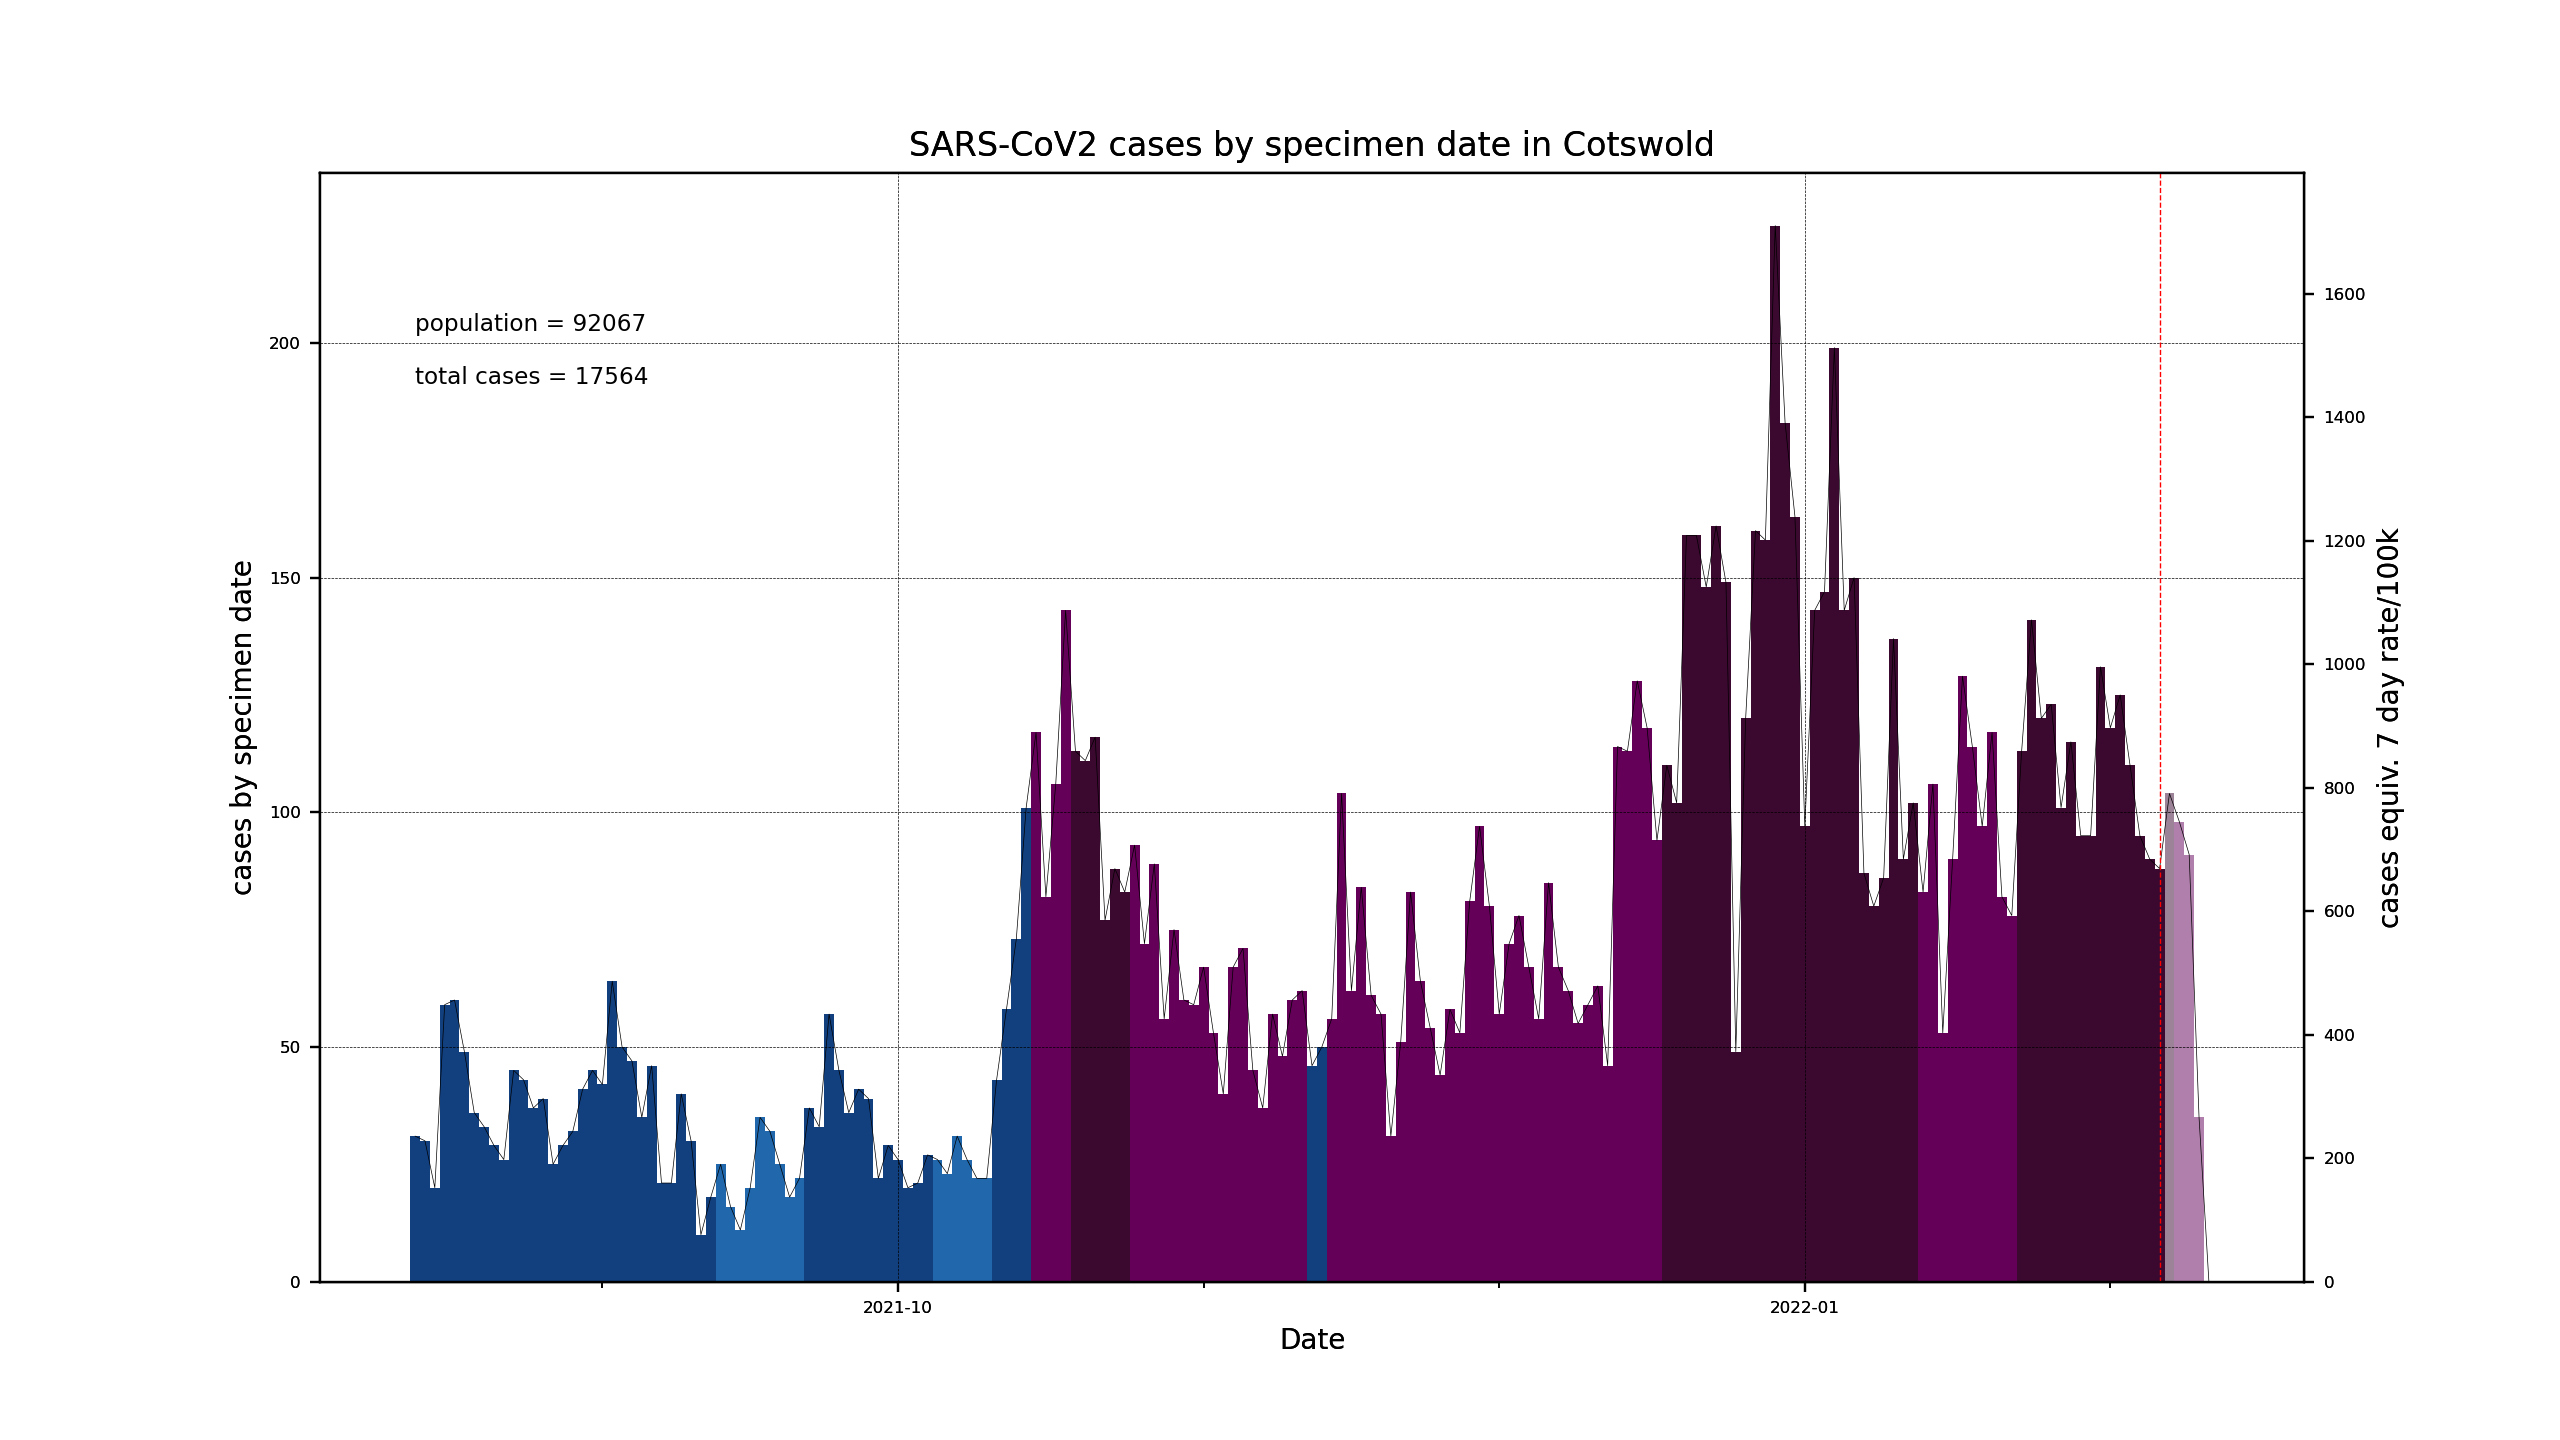 SARS-CoV2 cases by specimen date in Cotswold
population = 92067
total cases = 17564
cases by specimen date
200
150
100
50
0
1600
1400
1200
1000
800
600
400
200
0
cases equiv. 7 day rate/100k
2021-10
2022-01
Date